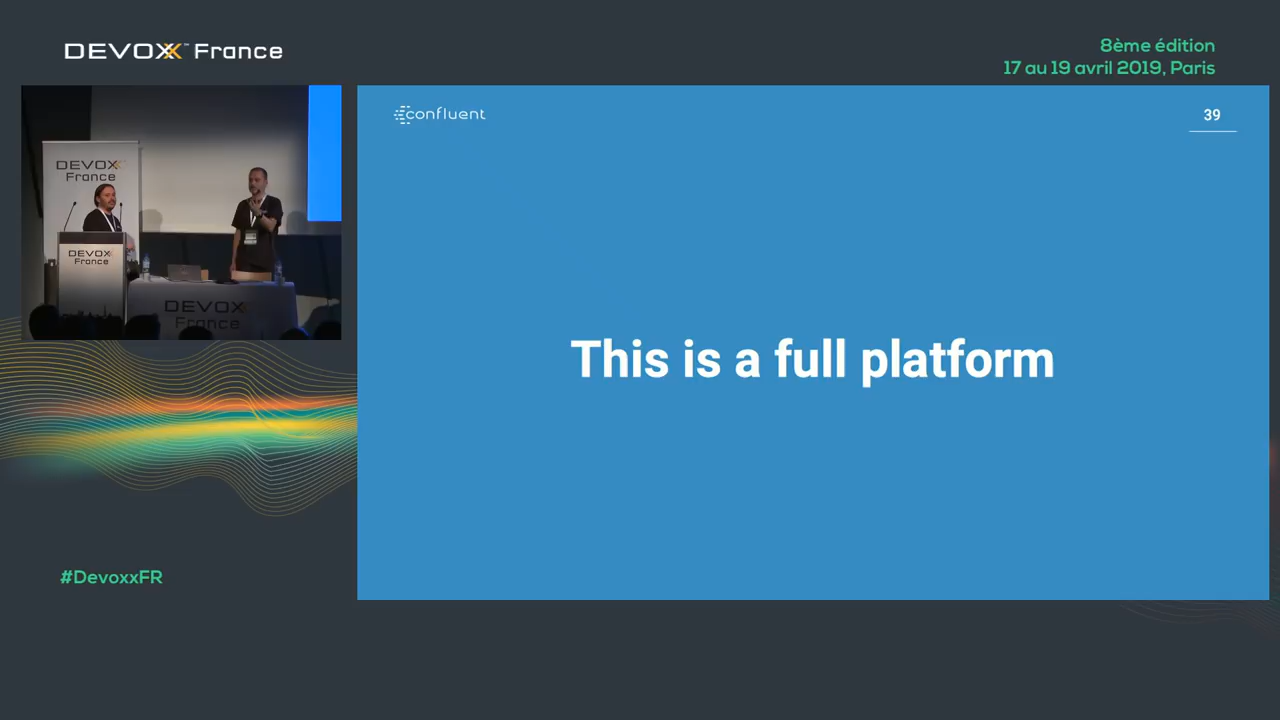 DEVOXX™ France
8ème édition
17 au 19 avril 2019, Paris
confluent
39
DEVOXX
France
DEVOXX
France
DEVOXX
France
This is a full platform
#DevoxxFR